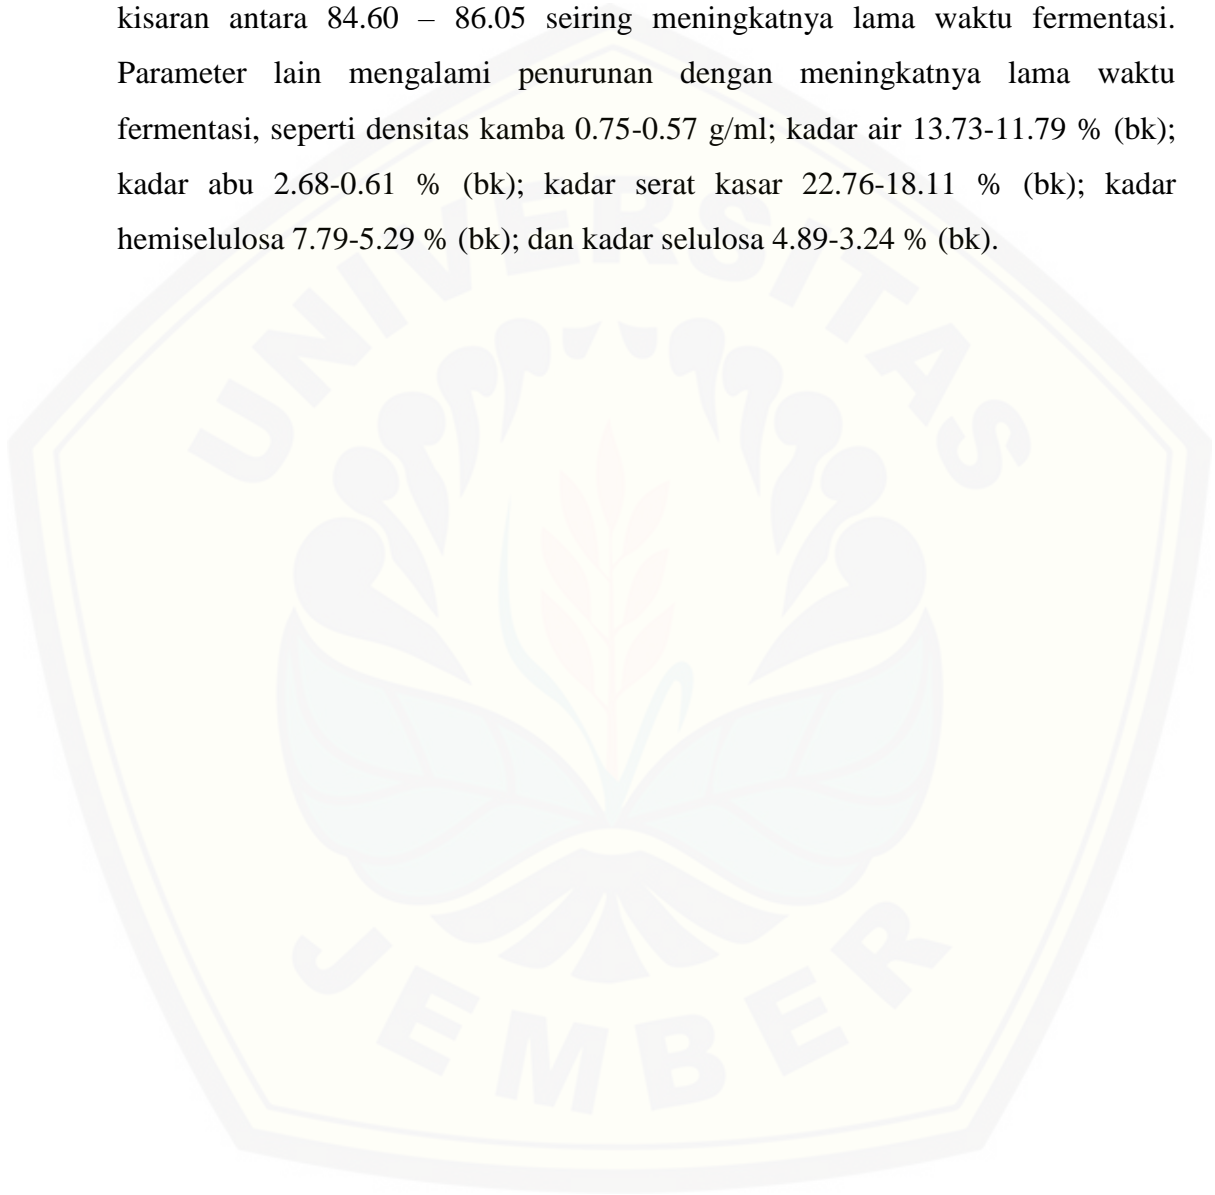 kisaran antara 84.60 – 86.05 seiring meningkatnya lama waktu fermentasi.
Parameter lain mengalami penurunan dengan meningkatnya lama waktu
fermentasi, seperti densitas kamba 0.75-0.57 g/ml; kadar air 13.73-11.79 % (bk);
kadar abu 2.68-0.61 % (bk); kadar serat kasar 22.76-18.11 % (bk); kadar
hemiselulosa 7.79-5.29 % (bk); dan kadar selulosa 4.89-3.24 % (bk).
UNIVERSITAS
JEMBER